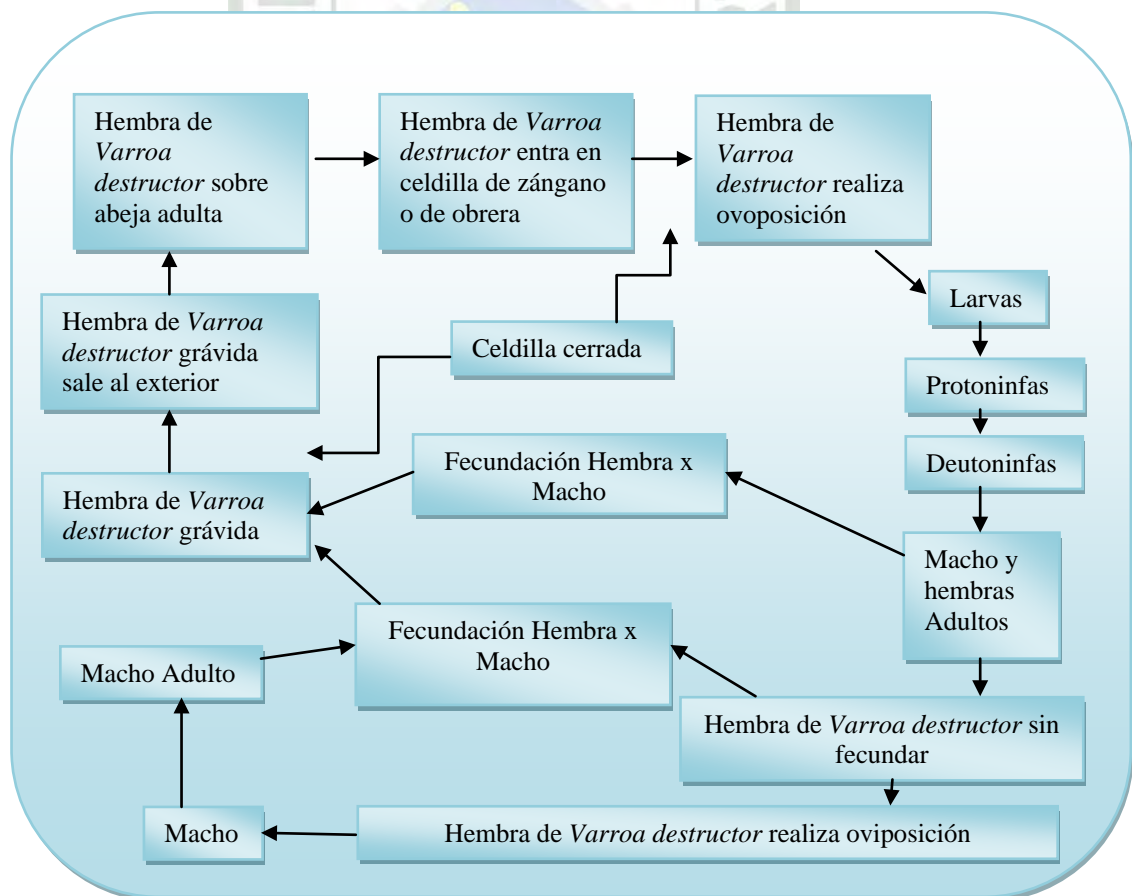 Hembra de
Varroa
destructor sobre
abeja adulta
Hembra de Varroa
destructor entra en
celdilla de zángano
o de obrera
Hembra de
Varroa
destructor realiza
ovoposición
Larvas
Protoninfas
Deutoninfas
Macho y
hembras
Adultos
Celdilla cerrada
Hembra de Varroa
destructor grávida
sale al exterior
Fecundación Hembra x
Macho
Hembra de Varroa
destructor grávida
Fecundación Hembra x
Macho
Macho Adulto
Hembra de Varroa destructor sin
fecundar
Macho
Hembra de Varroa destructor realiza oviposición